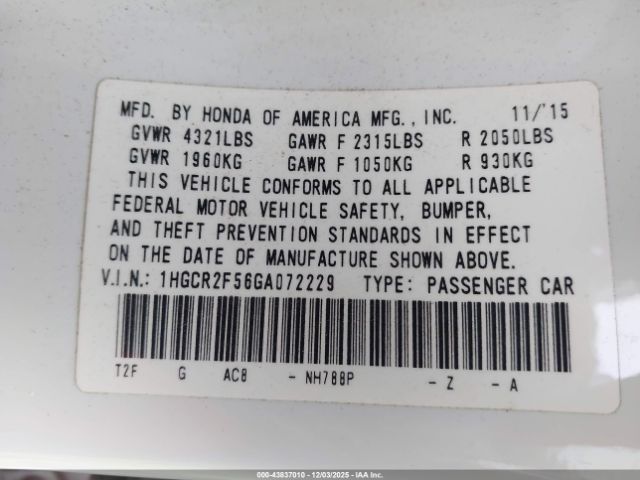 MFD. BY HONDA OF AMERICA MFG., INC. 11/'15
GVWR 4321LBS GAWR F 2315LBS R 2050LBS
GVWR 1960KG GAWR F 1050KG R 930KG
THIS VEHICLE CONFORMS TO ALL APPLICABLE
FEDERAL MOTOR VEHICLE SAFETY, BUMPER,
AND THEFT PREVENTION STANDARDS IN EFFECT
ON THE DATE OF MANUFACTURE SHOWN ABOVE.
V.I.N.: 1HGCR2F56GA072229 TYPE: PASSENGER CAR
T2F G AC8 - NH788P - Z - A
000-43837010 - 12/03/2025 - IAA Inc.